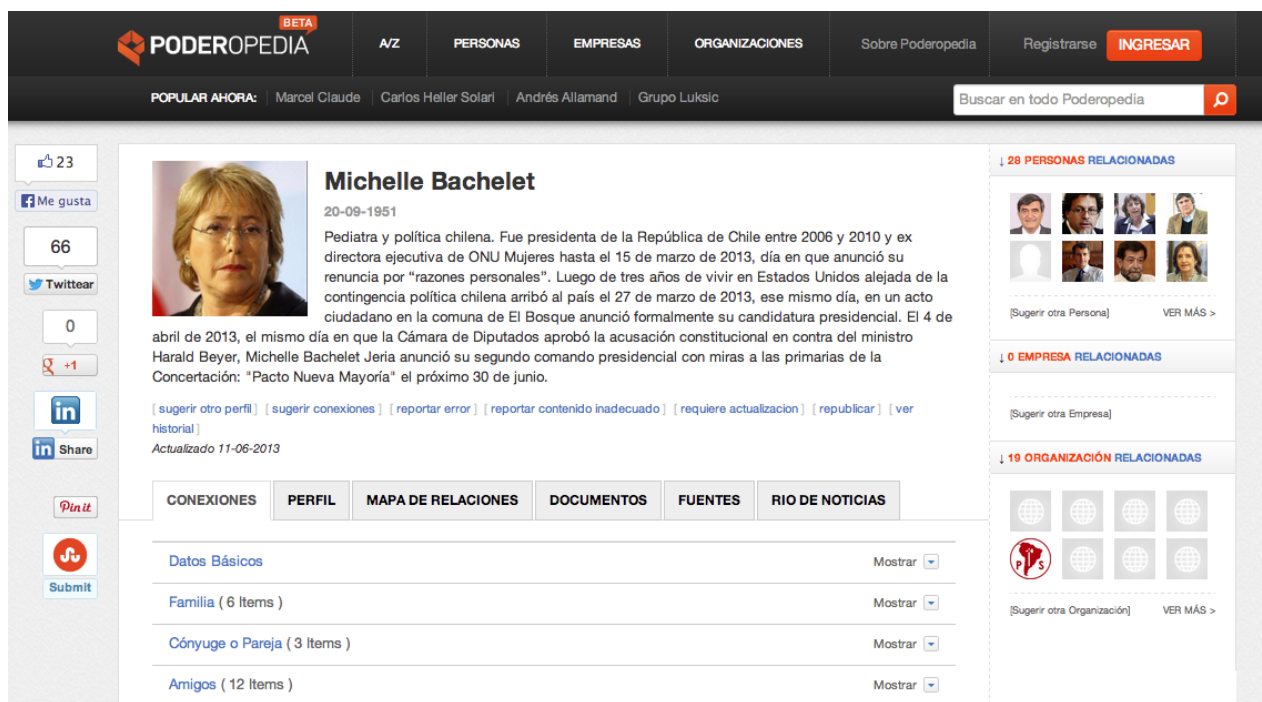 BETA
PODEROPEDIA
A/Z
PERSONAS
EMPRESAS
ORGANIZACIONES
Sobre Poderopedia
Registrarse
INGRESAR
POPULAR AHORA: Marcel Claude Carlos Heller Solari Andrés Allamand Grupo Luksic
Buscar en todo Poderopedia
23
Me gusta
66
Twittear
0
+1
in
in Share
Pin it
Submit
Michelle Bachelet
20-09-1951
Pediatra y política chilena. Fue presidenta de la República de Chile entre 2006 y 2010 y ex
directora ejecutiva de ONU Mujeres hasta el 15 de marzo de 2013, día en que anunció su
renuncia por “razones personales”. Luego de tres años de vivir en Estados Unidos alejada de la
contingencia política chilena arribó al país el 27 de marzo de 2013, ese mismo día, en un acto
ciudadano en la comuna de El Bosque anunció formalmente su candidatura presidencial. El 4 de
abril de 2013, el mismo día en que la Cámara de Diputados aprobó la acusación constitucional en contra del ministro
Harald Beyer, Michelle Bachelet Jeria anunció su segundo comando presidencial con miras a las primarias de la
Concertación: "Pacto Nueva Mayoría" el próximo 30 de junio.
[ sugerir otro perfil ] [ sugerir conexiones ] [ reportar error ] [ reportar contenido inadecuado ] [ requiere actualizacion ] [ republicar ] [ ver
historial ]
Actualizado 11-06-2013
CONEXIONES
PERFIL
MAPA DE RELACIONES
DOCUMENTOS
FUENTES
RIO DE NOTICIAS
Datos Básicos Mostrar
Familia ( 6 Items ) Mostrar
Cónyuge o Pareja ( 3 Items ) Mostrar
Amigos ( 12 Items ) Mostrar
↓ 28 PERSONAS RELACIONADAS
[Sugerir otra Persona] VER MÁS >
↓ 0 EMPRESA RELACIONADAS
[Sugerir otra Empresa]
↓ 19 ORGANIZACIÓN RELACIONADAS
P S
[Sugerir otra Organización] VER MÁS >